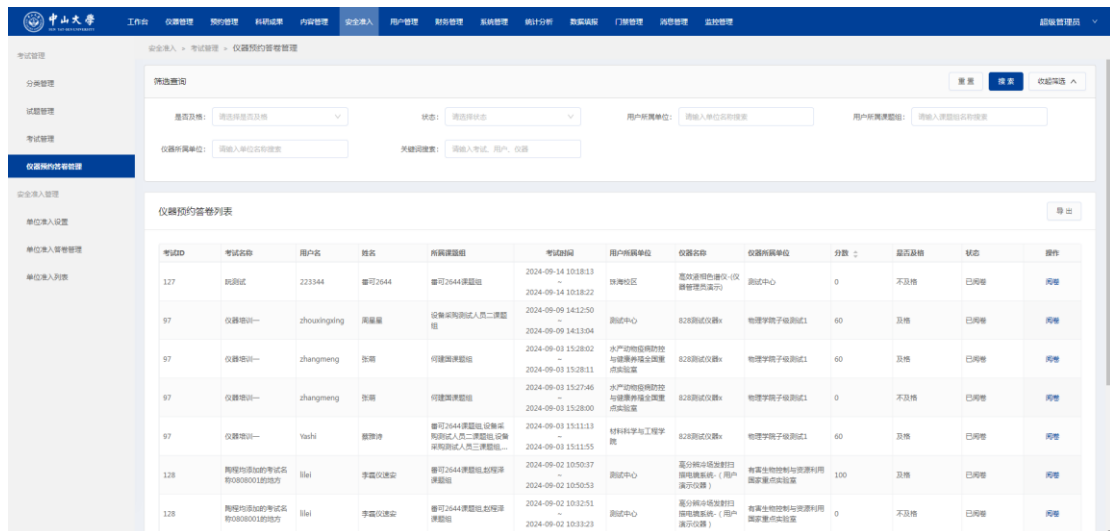 中山大学
工作台 仪器管理 预约管理 科研成果 内容管理 安全准入 用户管理 财务管理 系统管理 统计分析 数据填报 门禁管理 消息管理 监控管理 超级管理员
安全准入 > 考试管理 > 仪器预约答卷管理
考试管理
分类管理
试题管理
考试管理
仪器预约答卷管理
安全准入管理
单位准入设置
单位准入答卷管理
单位准入列表
筛选查询 重置 搜索 收起筛选
是否及格: 请选择是否及格 状态: 请选择状态 用户所属单位: 请输入单位名称搜索 用户所属课题组: 请输入课题组名称搜索
仪器所属单位: 请输入单位名称搜索 关键词搜索: 请输入考试、用户、仪器
仪器预约答卷列表 导出
考试ID 考试名称 用户名 姓名 所属课题组 考试时间 用户所属单位 仪器名称 仪器所属单位 分数 是否及格 状态 操作
2024-09-14 10:18:13
127 阮测试 223344 番可2644 番可2644课题组 ~ 珠海校区 高效液相色谱仪-(仪 测试中心 0 不及格 已阅卷 阅卷
2024-09-14 10:18:22 器管理员演示)
2024-09-09 14:12:50
97 仪器培训一 zhouxingxing 周星星 设备采购测试人员二课题 ~ 测试中心 828测试仪器x 物理学院子级测试1 60 及格 已阅卷 阅卷
组 2024-09-09 14:13:04
2024-09-03 15:28:02 水产动物疫病防控
97 仪器培训一 zhangmeng 张萌 何建国课题组 ~ 与健康养殖全国重 828测试仪器x 物理学院子级测试1 60 及格 已阅卷 阅卷
2024-09-03 15:28:11 点实验室
2024-09-03 15:27:46 水产动物疫病防控
97 仪器培训一 zhangmeng 张萌 何建国课题组 ~ 与健康养殖全国重 828测试仪器x 物理学院子级测试1 0 不及格 已阅卷 阅卷
2024-09-03 15:28:00 点实验室
番可2644课题组,设备采 2024-09-03 15:11:13
97 仪器培训一 Yashi 蔡雅诗 购测试人员二课题组,设备 ~ 材料科学与工程学 828测试仪器x 物理学院子级测试1 60 及格 已阅卷 阅卷
采购测试人员三课题组,... 2024-09-03 15:11:55 院
2024-09-02 10:50:37 高分辨冷场发射扫
128 陶程均添加的考试名 lilei 李磊仪速安 番可2644课题组,赵程泽 ~ 测试中心 描电镜系统-（用户 有害生物控制与资源利用 100 及格 已阅卷 阅卷
称0808001的地方 课题组 2024-09-02 10:50:53 演示仪器） 国家重点实验室
2024-09-02 10:32:51 高分辨冷场发射扫
128 陶程均添加的考试名 lilei 李磊仪速安 番可2644课题组,赵程泽 ~ 测试中心 描电镜系统-（用户 有害生物控制与资源利用 0 不及格 已阅卷 阅卷
称0808001的地方 课题组 2024-09-02 10:33:23 演示仪器） 国家重点实验室